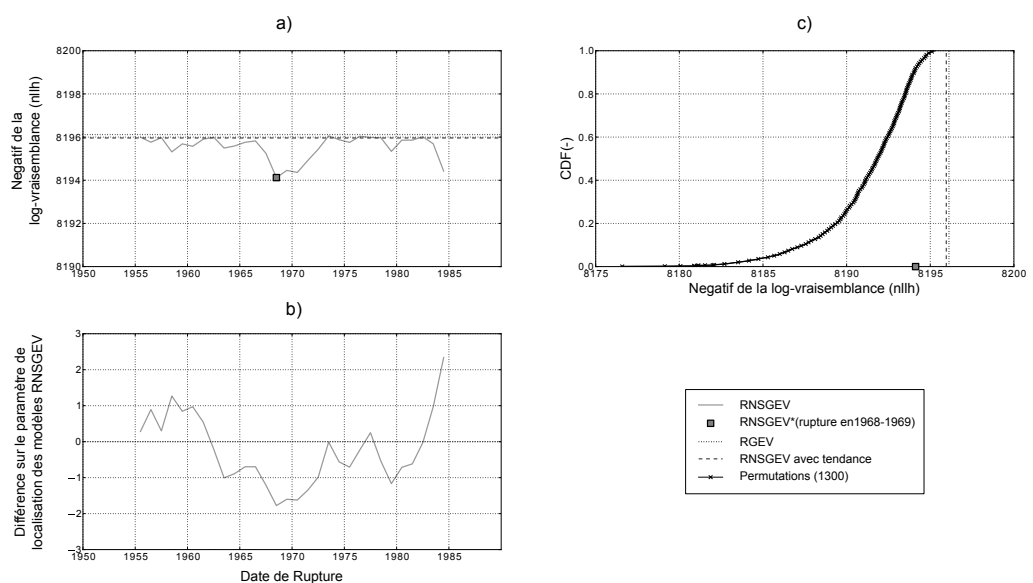 a)
8200
8198
8196
8194
8192
8190
1950 1955 1960 1965 1970 1975 1980 1985
Negatif de la
log-vraisemblance (nllh)
b)
3
2
1
0
−1
−2
−3
1950 1955 1960 1965 1970 1975 1980 1985
Différence sur le paramètre de
localisation des modèles RNSGEV
Date de Rupture
c)
1.0
0.8
0.6
0.4
0.2
0.0
8175 8180 8185 8190 8195 8200
CDF(-)
Negatif de la log-vraisemblance (nllh)
RNSGEV
RNSGEV*(rupture en1968-1969)
RGEV
RNSGEV avec tendance
Permutations (1300)